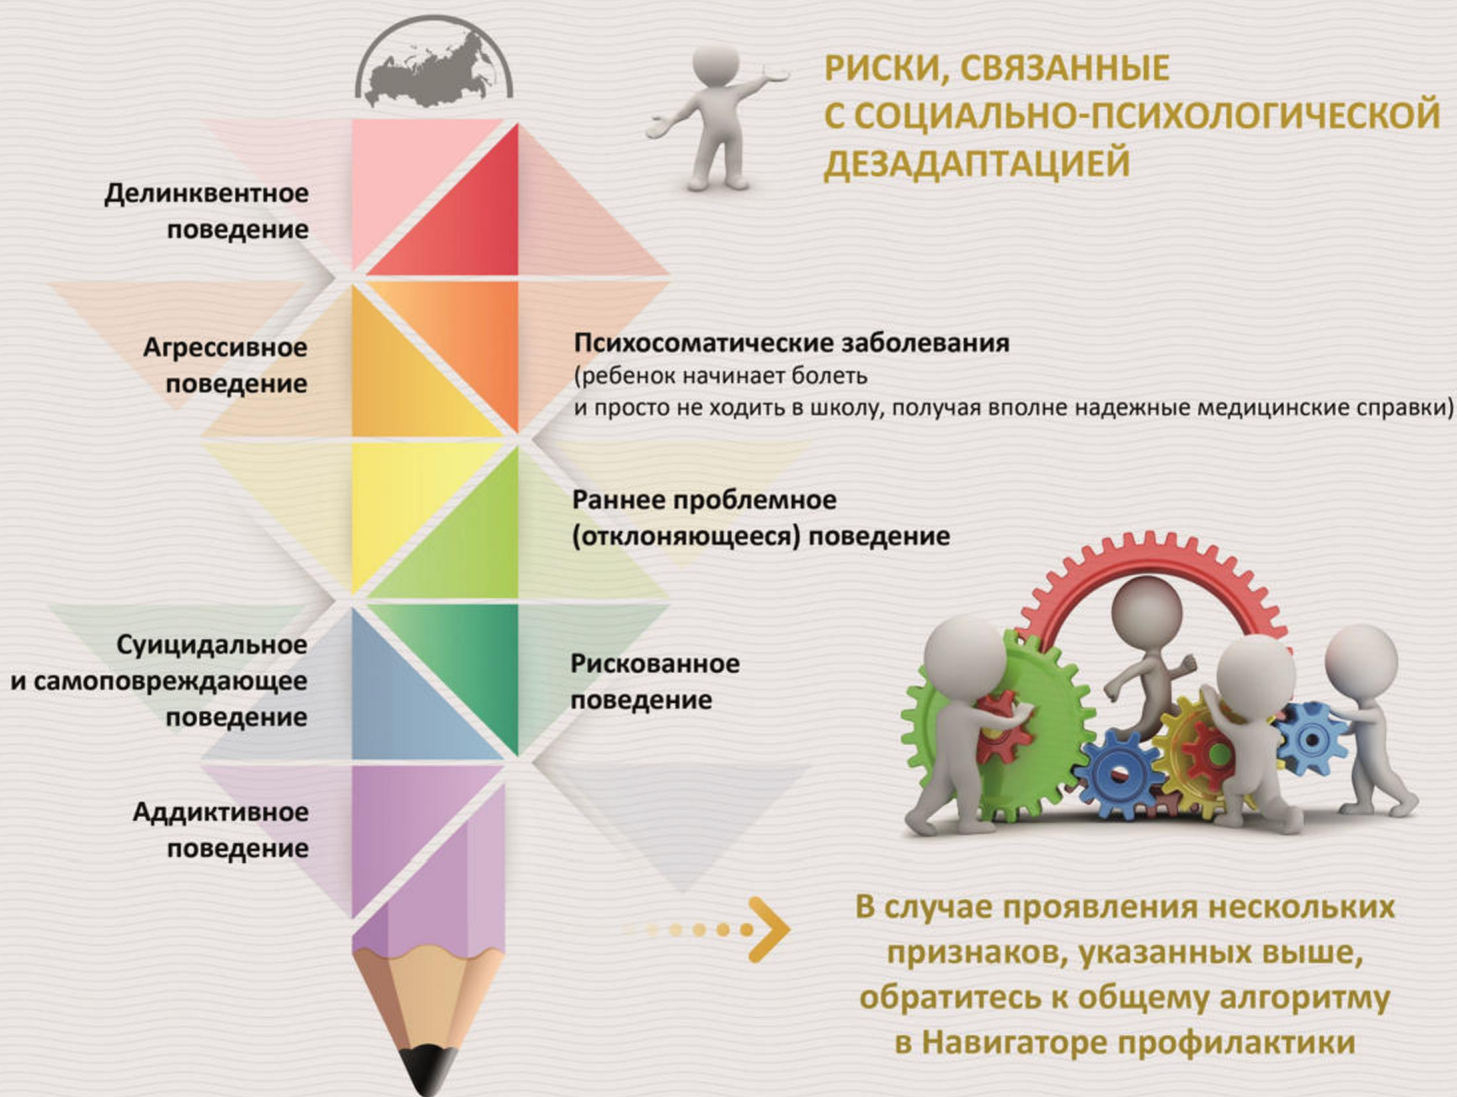 РИСКИ, СВЯЗАННЫЕ
С СОЦИАЛЬНО-ПСИХОЛОГИЧЕСКОЙ
ДЕЗАДАПТАЦИЕЙ
Делинквентное
поведение
Агрессивное
поведение
Психосоматические заболевания
(ребенок начинает болеть
и просто не ходить в школу, получая вполне надежные медицинские справки)
Раннее проблемное
(отклоняющееся) поведение
Суицидальное
и самоповреждающее
поведение
Рискованное
поведение
Аддиктивное
поведение
В случае проявления нескольких
признаков, указанных выше,
обратитесь к общему алгоритму
в Навигаторе профилактики